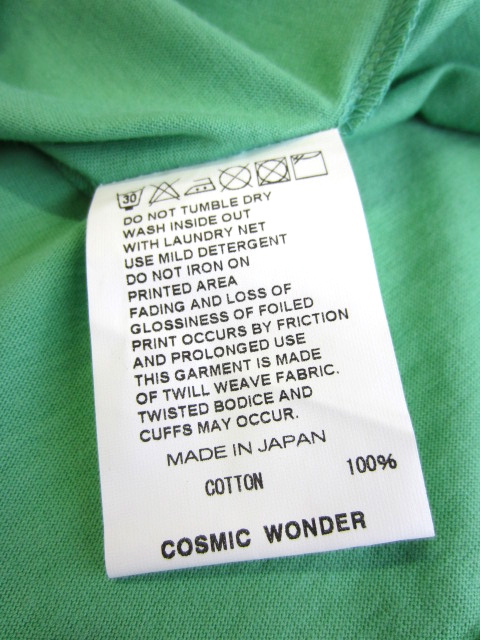 30
DO NOT TUMBLE DRY
WASH INSIDE OUT
WITH LAUNDRY NET
USE MILD DETERGENT
DO NOT IRON ON
PRINTED AREA
FADING AND LOSS OF
GLOSSINESS OF FOILED
PRINT OCCURS BY FRICTION
AND PROLONGED USE
THIS GARMENT IS MADE
OF TWILL WEAVE FABRIC.
TWISTED BODICE AND
CUFFS MAY OCCUR.
MADE IN JAPAN
COTTON 100%
COSMIC WONDER